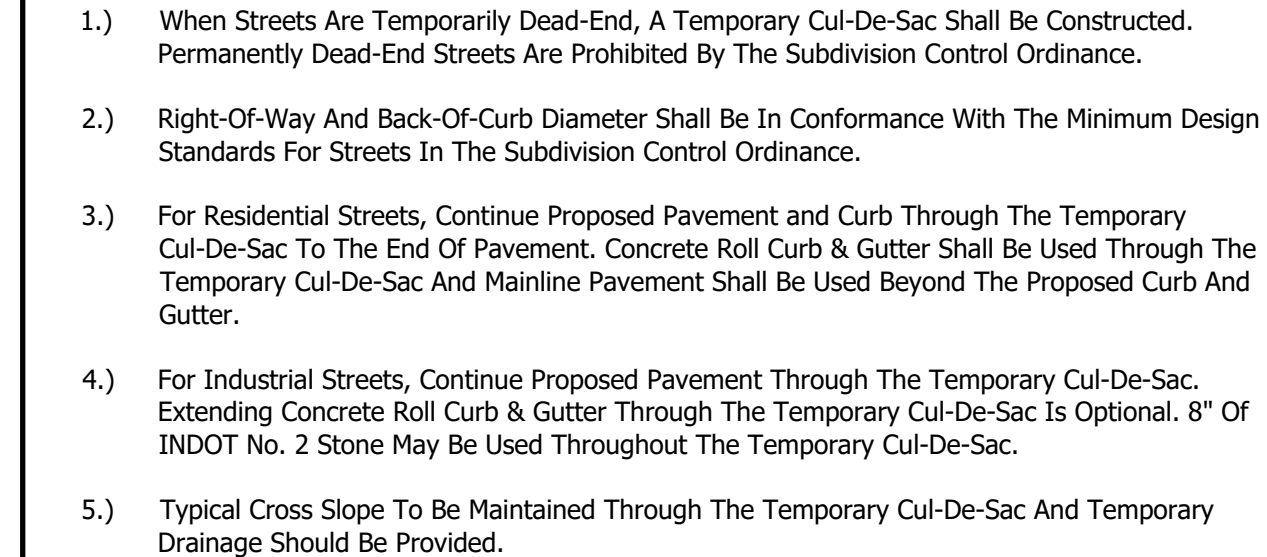 1.) When Streets Are Temporarily Dead-End, A Temporary Cul-De-Sac Shall Be Constructed.
Permanently Dead-End Streets Are Prohibited By The Subdivision Control Ordinance.
2.) Right-Of-Way And Back-Of-Curb Diameter Shall Be In Conformance With The Minimum Design
Standards For Streets In The Subdivision Control Ordinance.
3.) For Residential Streets, Continue Proposed Pavement and Curb Through The Temporary
Cul-De-Sac To The End Of Pavement. Concrete Roll Curb & Gutter Shall Be Used Through The
Temporary Cul-De-Sac And Mainline Pavement Shall Be Used Beyond The Proposed Curb And
Gutter.
4.) For Industrial Streets, Continue Proposed Pavement Through The Temporary Cul-De-Sac.
Extending Concrete Roll Curb & Gutter Through The Temporary Cul-De-Sac Is Optional. 8" Of
INDOT No. 2 Stone May Be Used Throughout The Temporary Cul-De-Sac.
5.) Typical Cross Slope To Be Maintained Through The Temporary Cul-De-Sac And Temporary
Drainage Should Be Provided.